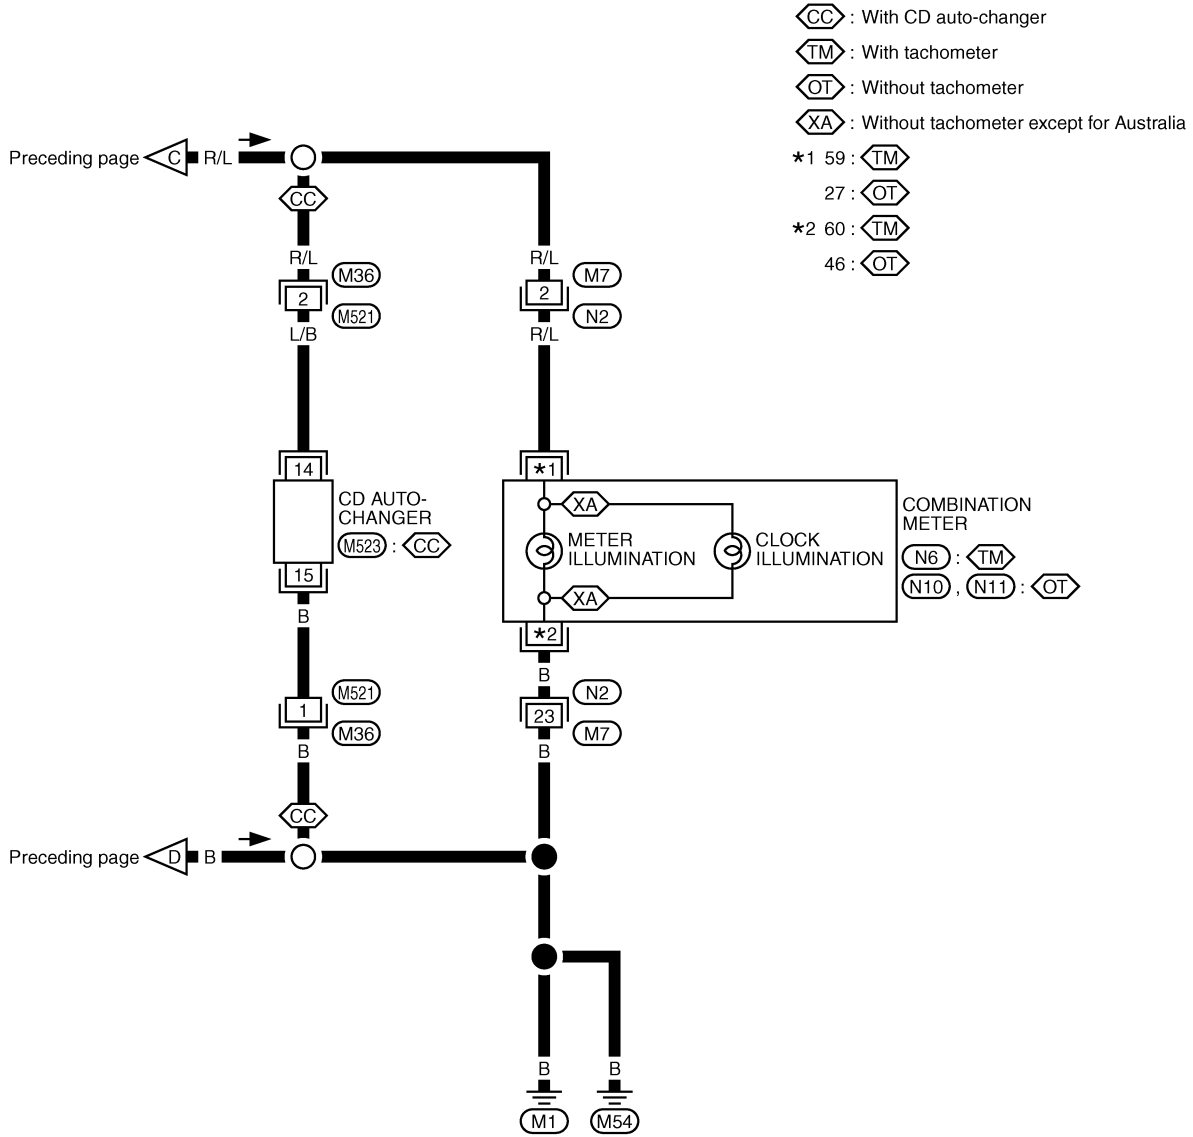 CC : With CD auto-changer
TM : With tachometer
OT : Without tachometer
XA : Without tachometer except for Australia
*1 59 : TM
27 : OT
*2 60 : TM
46 : OT
Preceding page C R/L
CC
R/L R/L
M36 M7
2 2
M521 N2
L/B R/L
14 *1
CD AUTO-
CHANGER
M523 : CC
XA
METER
ILLUMINATION
CLOCK
ILLUMINATION
XA
COMBINATION
METER
N6 : TM
N10 , N11 : OT
15 *2
B B
M521 N2
1 23
M36 M7
B B
CC
Preceding page D B
B B
M1 M54